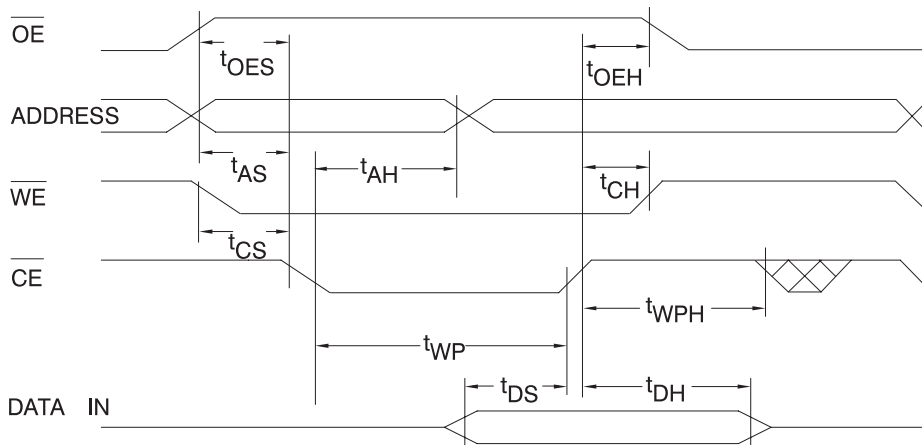 OE
tOES
tOEH
ADDRESS
tAS
tAH
WE
tCH
tCS
CE
tWPH
tWP
tDS
tDH
DATA IN